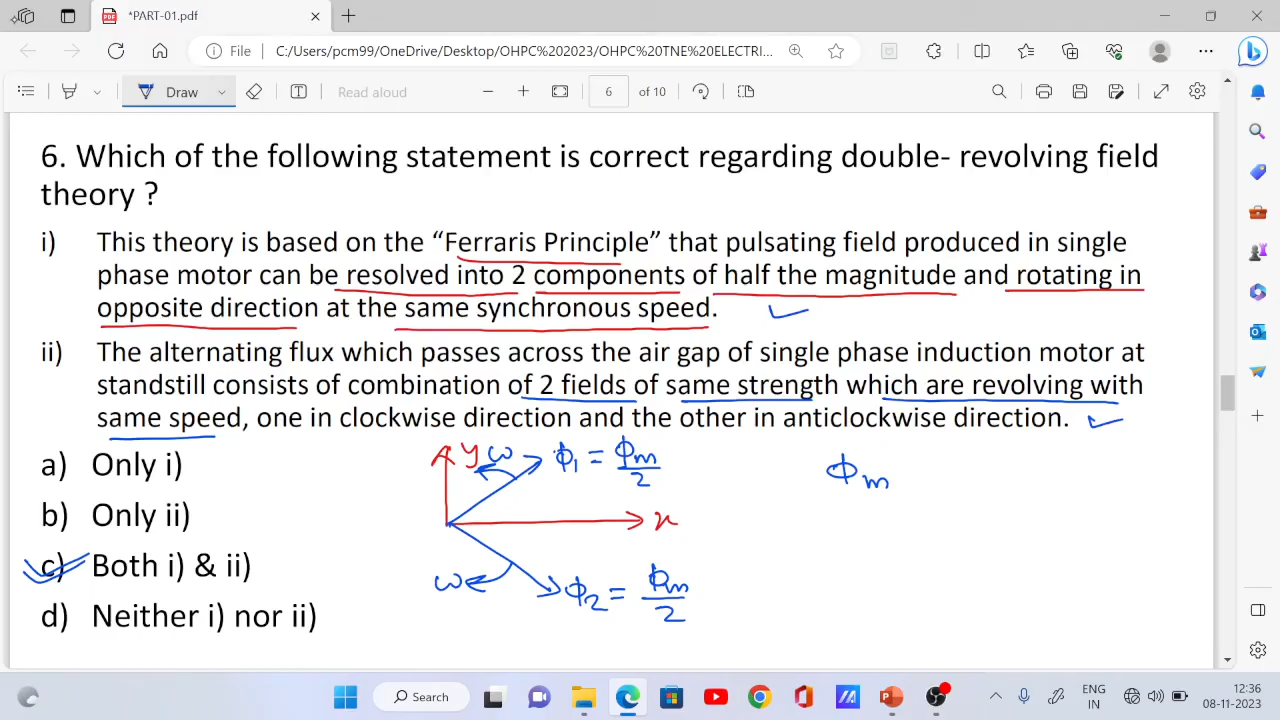 *PART-01.pdf
File
C:/Users/pcm99/OneDrive/Desktop/OHPC%202023/OHPC%20TNE%20ELECTRI...
Draw
Read aloud
6
of 10
6. Which of the following statement is correct regarding double- revolving field
theory ?
i) This theory is based on the “Ferraris Principle” that pulsating field produced in single
phase motor can be resolved into 2 components of half the magnitude and rotating in
opposite direction at the same synchronous speed.
ii) The alternating flux which passes across the air gap of single phase induction motor at
standstill consists of combination of 2 fields of same strength which are revolving with
same speed, one in clockwise direction and the other in anticlockwise direction.
a) Only i)
b) Only ii)
c) Both i) & ii)
d) Neither i) nor ii)
y
ω
ϕ1 = ϕm/2
ϕm
x
ω
ϕ2 = ϕm/2
Search
ENG
IN
12:36
08-11-2023